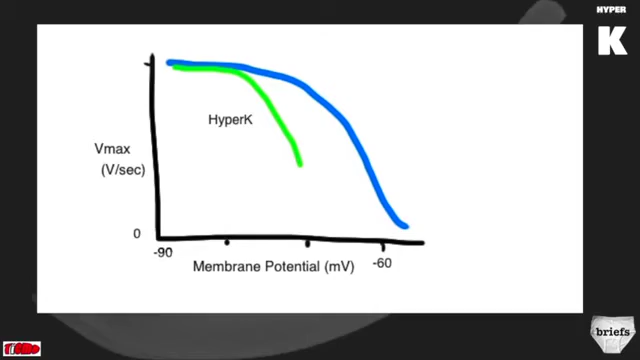 HYPER
K
HyperK
Vmax
(V/sec)
0
-90
Membrane Potential (mV)
-60
briefs